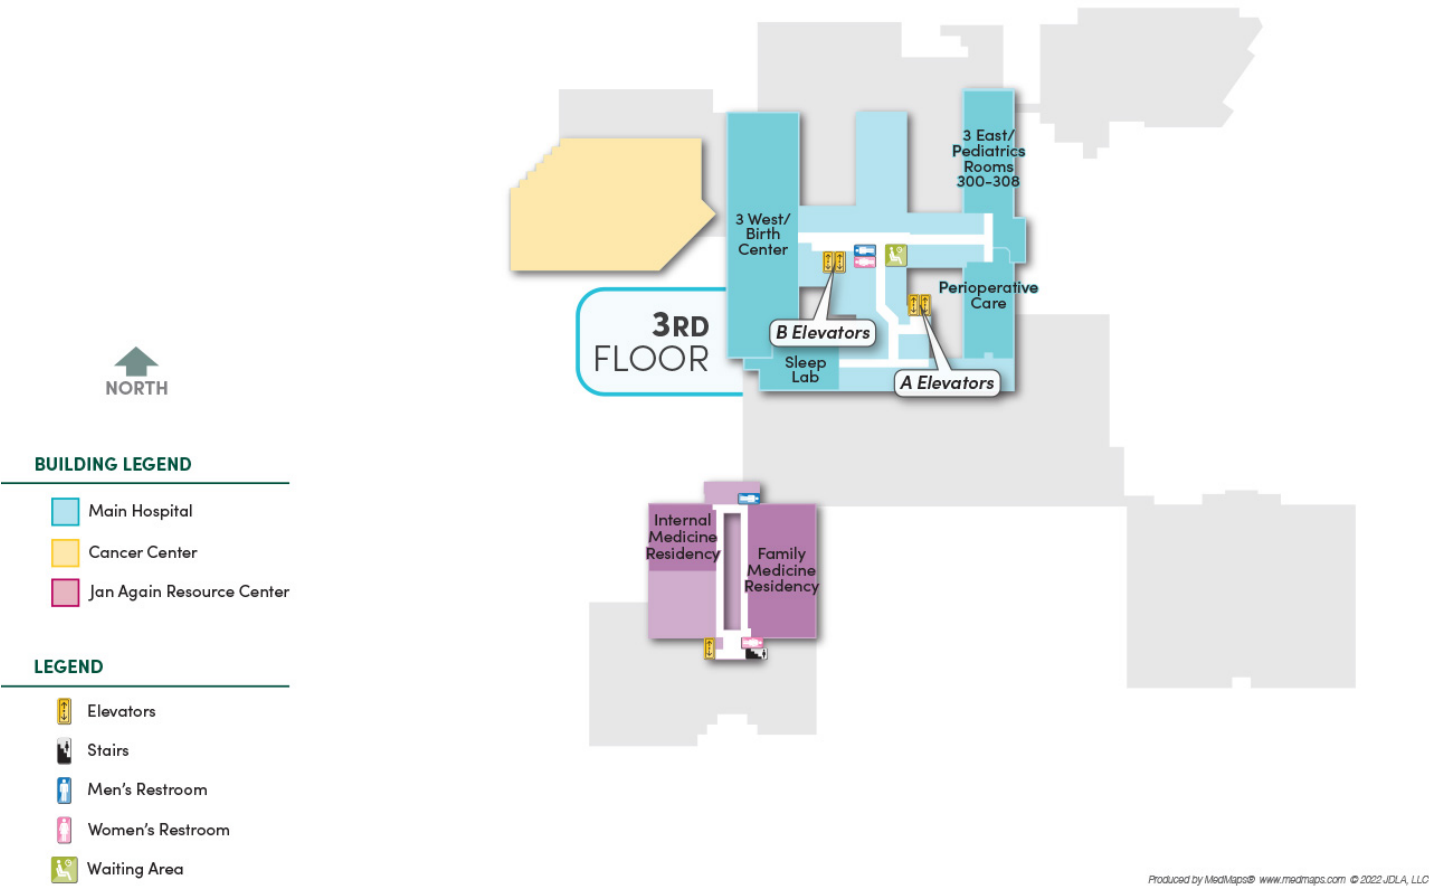 3 East/
Pediatrics
Rooms
300-308
3 West/
Birth
Center
Perioperative
Care
B Elevators
3RD
FLOOR
Sleep
Lab
A Elevators
NORTH
BUILDING LEGEND
Main Hospital
Cancer Center
Jan Again Resource Center
Internal
Medicine
Residency
Family
Medicine
Residency
LEGEND
Elevators
Stairs
Men's Restroom
Women's Restroom
Waiting Area
Produced by MedMaps® www.medmaps.com © 2022 JDLA, LLC